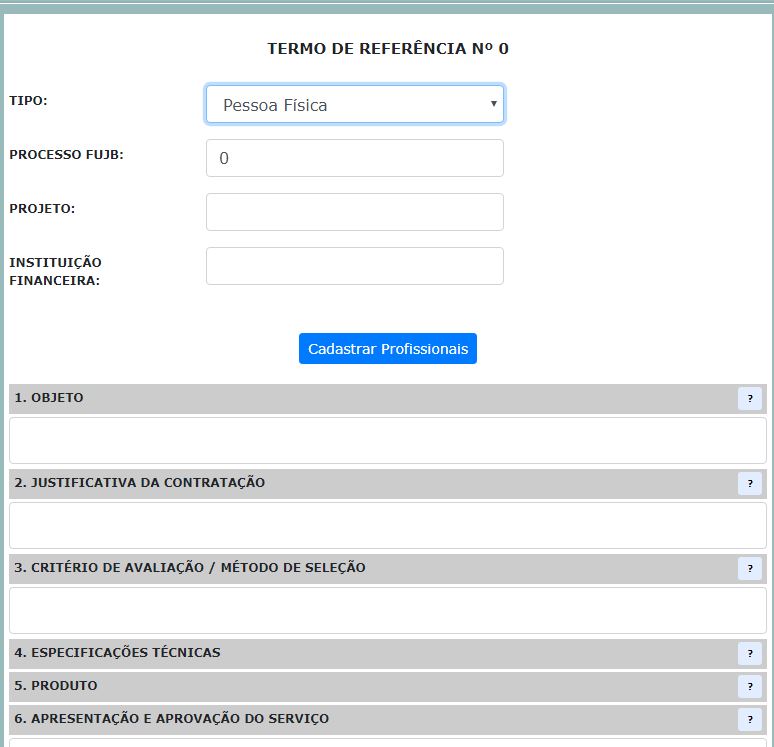 TERMO DE REFERÊNCIA Nº 0
TIPO:
Pessoa Física
PROCESSO FUJB:
0
PROJETO:
INSTITUIÇÃO
FINANCEIRA:
Cadastrar Profissionais
1. OBJETO ?
2. JUSTIFICATIVA DA CONTRATAÇÃO ?
3. CRITÉRIO DE AVALIAÇÃO / MÉTODO DE SELEÇÃO ?
4. ESPECIFICAÇÕES TÉCNICAS ?
5. PRODUTO ?
6. APRESENTAÇÃO E APROVAÇÃO DO SERVIÇO ?